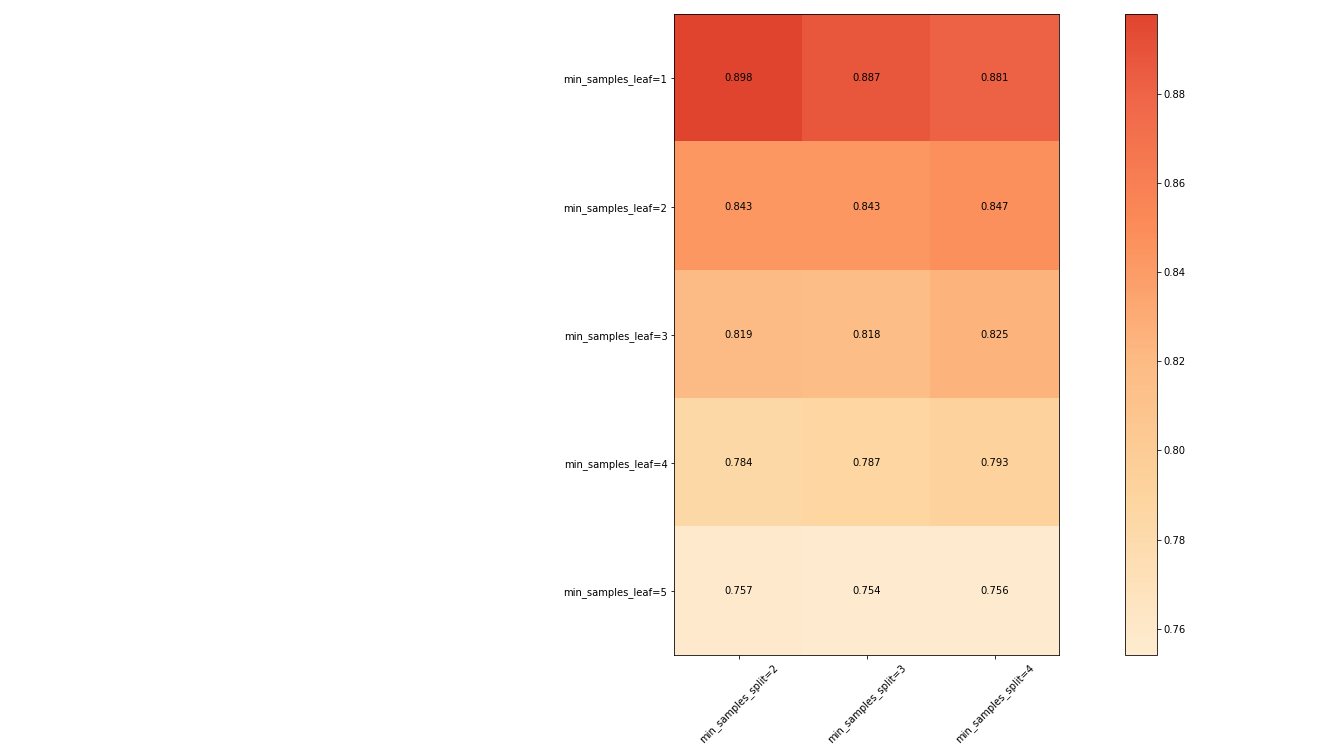 min_samples_leaf=1 0.898 0.887 0.881
min_samples_leaf=2 0.843 0.843 0.847
min_samples_leaf=3 0.819 0.818 0.825
min_samples_leaf=4 0.784 0.787 0.793
min_samples_leaf=5 0.757 0.754 0.756
min_samples_split=2 min_samples_split=3 min_samples_split=4
0.88
0.86
0.84
0.82
0.80
0.78
0.76